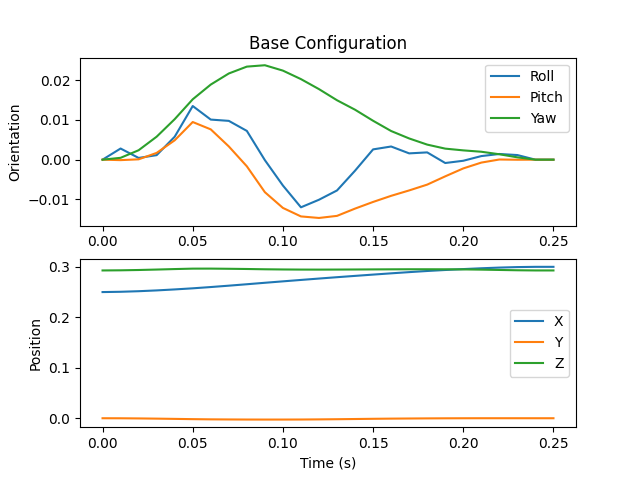 Base Configuration
Orientation
0.02
0.01
0.00
−0.01
Roll
Pitch
Yaw
0.00 0.05 0.10 0.15 0.20 0.25
Position
0.3
0.2
0.1
0.0
X
Y
Z
0.00 0.05 0.10 0.15 0.20 0.25
Time (s)